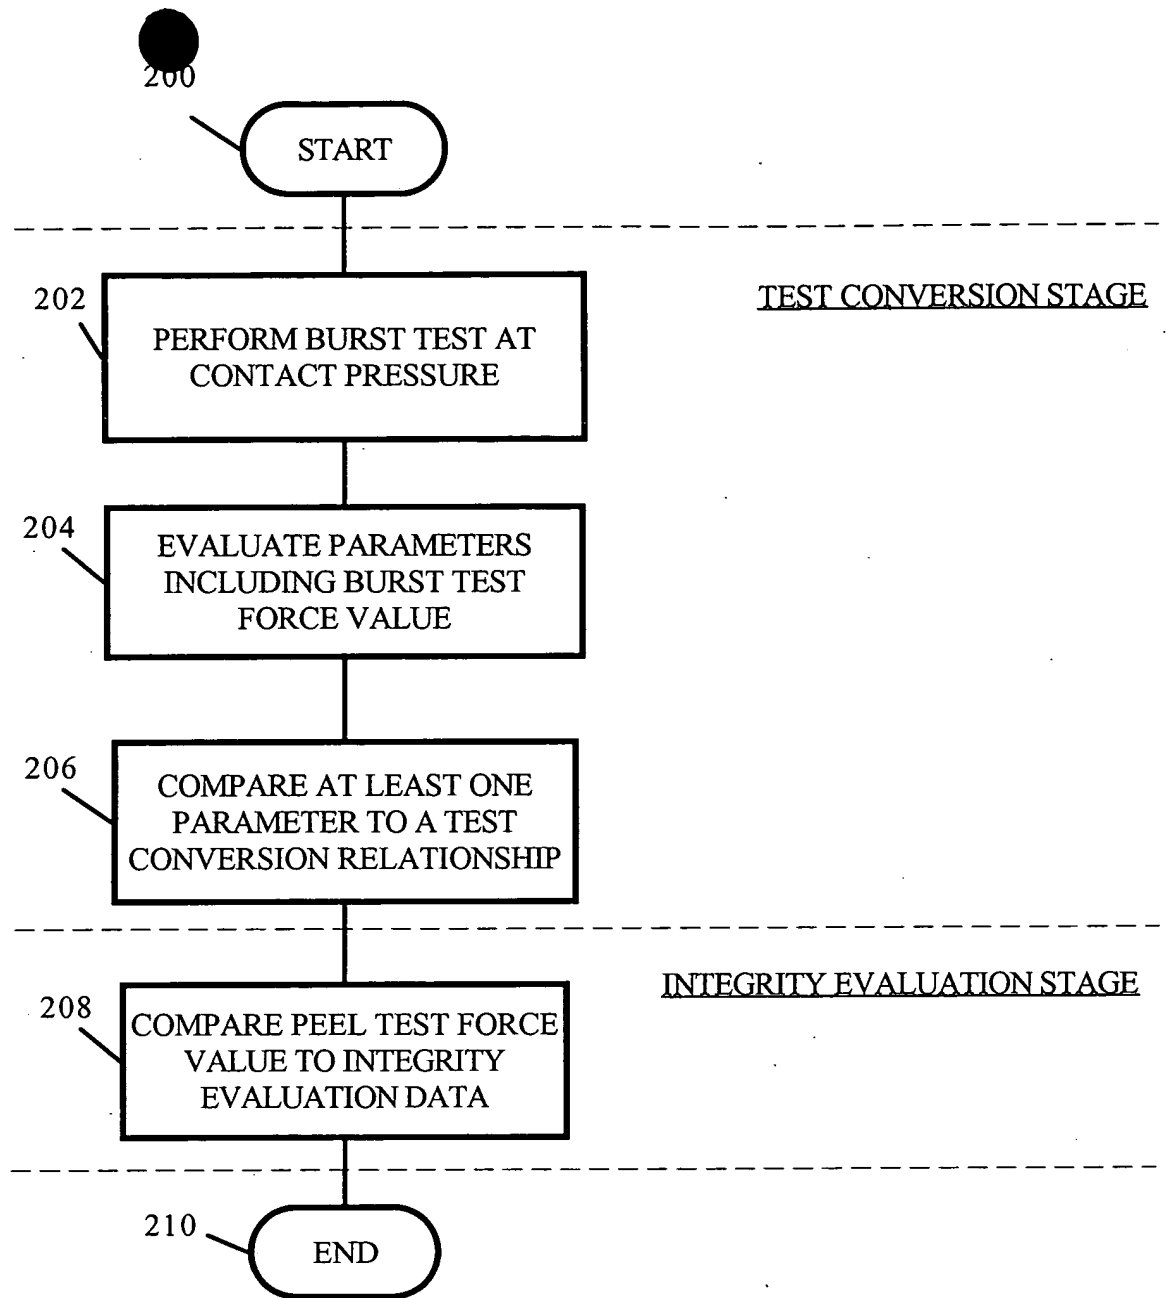 200
START
202
TEST CONVERSION STAGE
PERFORM BURST TEST AT
CONTACT PRESSURE
204
EVALUATE PARAMETERS
INCLUDING BURST TEST
FORCE VALUE
206
COMPARE AT LEAST ONE
PARAMETER TO A TEST
CONVERSION RELATIONSHIP
INTEGRITY EVALUATION STAGE
208
COMPARE PEEL TEST FORCE
VALUE TO INTEGRITY
EVALUATION DATA
210
END